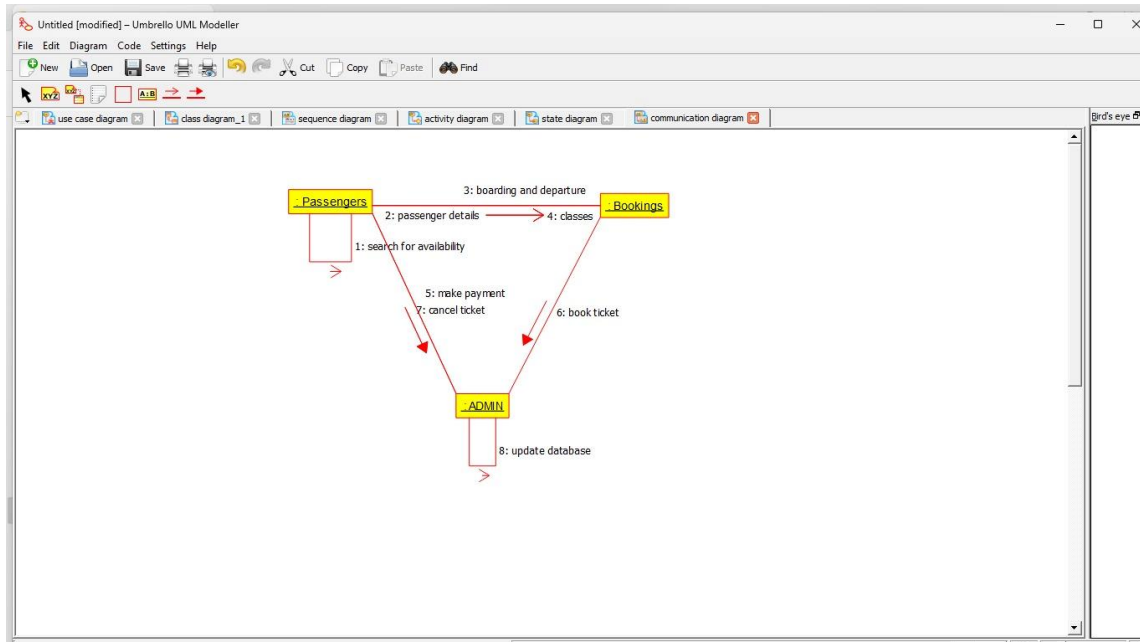 Untitled [modified] – Umbrello UML Modeller
File Edit Diagram Code Settings Help
New Open Save Cut Copy Paste Find
XYZ A:B
use case diagram class diagram_1 sequence diagram activity diagram state diagram communication diagram
Bird's eye
3: boarding and departure
: Passengers
: Bookings
2: passenger details
4: classes
1: search for availability
5: make payment
7: cancel ticket
6: book ticket
: ADMIN
8: update database